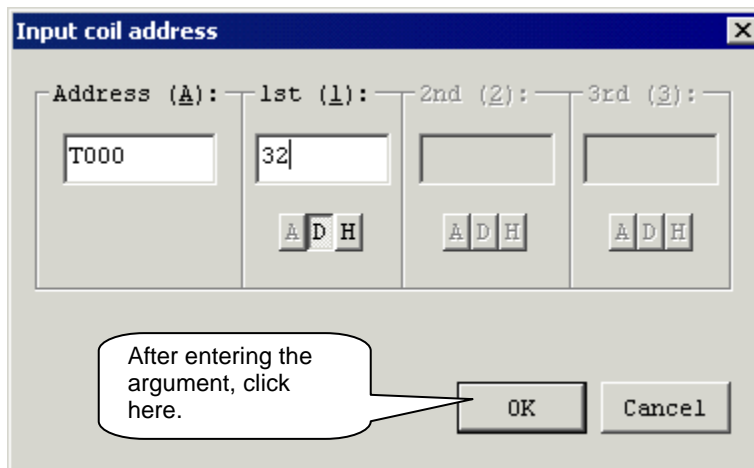 Input coil address
Address (A): 1st (1): 2nd (2): 3rd (3):
T000 32
A D H A D H A D H
After entering the
argument, click
here.
OK Cancel